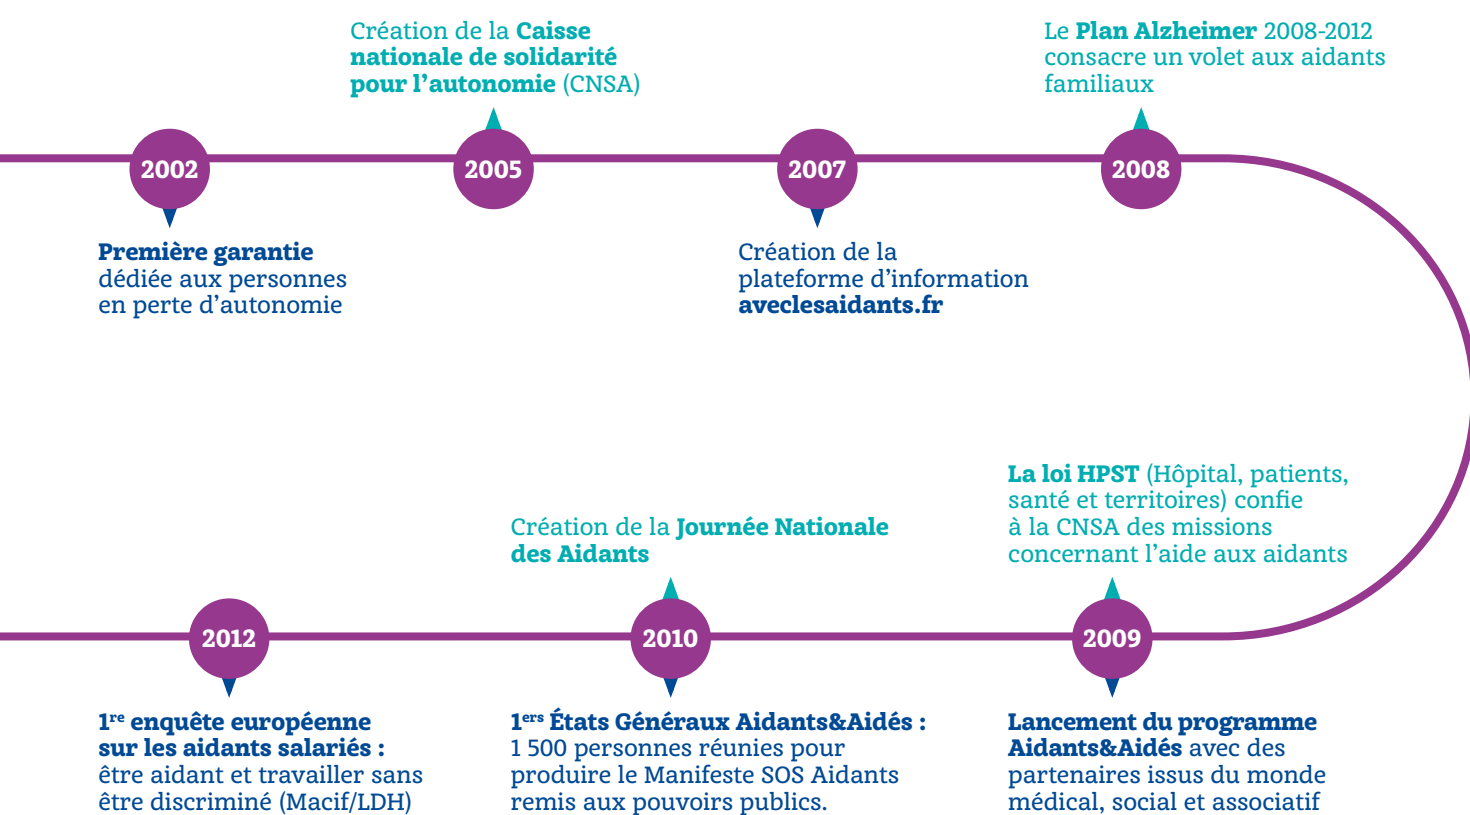 Création de la Caisse
nationale de solidarité
pour l'autonomie (CNSA)
Le Plan Alzheimer 2008-2012
consacre un volet aux aidants
familiaux
2002
2005
2007
2008
Première garantie
dédiée aux personnes
en perte d'autonomie
Création de la
plateforme d'information
aveclesaidants.fr
La loi HPST (Hôpital, patients,
santé et territoires) confie
à la CNSA des missions
concernant l'aide aux aidants
Création de la Journée Nationale
des Aidants
2012
2010
2009
1re enquête européenne
sur les aidants salariés :
être aidant et travailler sans
être discriminé (Macif/LDH)
1ers États Généraux Aidants&Aidés :
1 500 personnes réunies pour
produire le Manifeste SOS Aidants
remis aux pouvoirs publics.
Lancement du programme
Aidants&Aidés avec des
partenaires issus du monde
médical, social et associatif